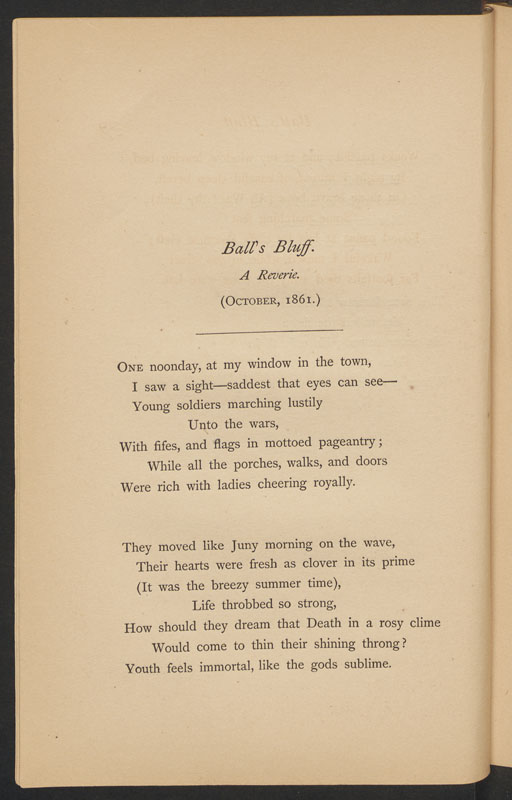 Ball's Bluff.
A Reverie.
(October, 1861.)
One noonday, at my window in the town,
I saw a sight—saddest that eyes can see—
Young soldiers marching lustily
Unto the wars,
With fifes, and flags in mottoed pageantry;
While all the porches, walks, and doors
Were rich with ladies cheering royally.
They moved like Juny morning on the wave,
Their hearts were fresh as clover in its prime
(It was the breezy summer time),
Life throbbed so strong,
How should they dream that Death in a rosy clime
Would come to thin their shining throng?
Youth feels immortal, like the gods sublime.